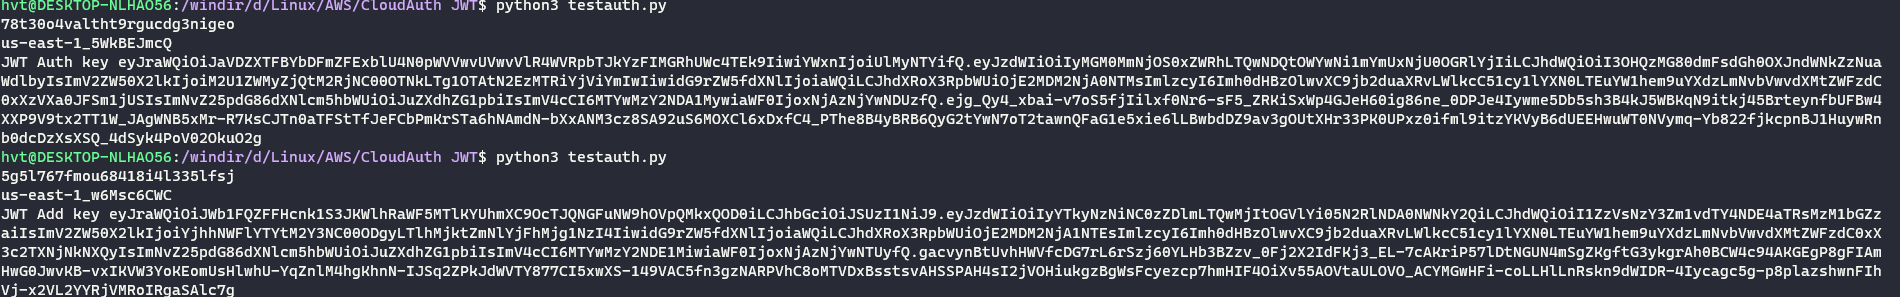 hvt@DESKTOP-NLHAO56:/windir/d/Linux/AWS/CloudAuth JWT$ python3 testauth.py
78t30o4valtht9rgucdg3nigeo
us-east-1_5WkBEJmcQ
JWT Auth key eyJraWQiOiJaVDZXTFBYbDFmZFExblU4N0pWVVwvUVwvVlR4WVRpbTJkYzFIMGRhUWc4TEk9IiwiYWxnIjoiUlMyNTYifQ.eyJzdWIiOiIyMGM0MmNjOS0xZWRhLTQwNDQtOWYwNi1mYmUxNjU0OGRlYjIiLCJhdWQiOiI3OHQzMG80dmFsdGh0OXJndWNkZzNua
WdlbyIsImV2ZW50X2lkIjoiM2U1ZWMyZjQtM2RjNC00OTNkLTg1OTAtN2EzMTRiYjViYmIwIiwidG9rZW5fdXNlIjoiaWQiLCJhdXRoX3RpbWUiOjE2MDM2NjA0NTMsImlzcyI6Imh0dHBzOlwvXC9jb2duaXRvLWlkcC51cy1lYXN0LTEuYW1hem9uYXdzLmNvbVwvdXMtZWFzdC
0xXzVXa0JFSm1jUSIsImNvZ25pdG86dXNlcm5hbWUiOiJuZXdhZG1pbiIsImV4cCI6MTYwMzY2NDA1MywiaWF0IjoxNjAzNjYwNDUzfQ.ejg_Qy4_xbai-v7oS5fjIilxf0Nr6-sF5_ZRKiSxWp4GJeH60ig86ne_0DPJe4Iywme5Db5sh3B4kJ5WBKqN9itkj45BrteynfbUFBw4
XXP9V9tx2TT1W_JAgWNB5xMr-R7KsCJTn0aTFStTfJeFCbPmKrSTa6hNAmdN-bXxANM3cz8SA92uS6MOXCl6xDxfC4_PThe8B4yBRB6QyG2tYwN7oT2tawnQFaG1e5xie6lLBwbdDZ9av3gOUtXHr33PK0UPxz0ifml9itzYKVyB6dUEEHwuWT0NVymq-Yb822fjkcpnBJ1HuywRn
b0dcDzXsXSQ_4dSyk4PoV02OkuO2g
hvt@DESKTOP-NLHAO56:/windir/d/Linux/AWS/CloudAuth JWT$ python3 testauth.py
5g5l767fmou68418i4l335lfsj
us-east-1_w6Msc6CWC
JWT Add key eyJraWQiOiJWb1FQZFFHcnk1S3JKWlhRaWF5MTlKYUhmXC9OcTJQNGFuNW9hOVpQMkxQOD0iLCJhbGciOiJSUzI1NiJ9.eyJzdWIiOiIyYTkyNzNiNC0zZDlmLTQwMjItOGVlYi05N2RlNDA0NWNkY2QiLCJhdWQiOiI1ZzVsNzY3Zm1vdTY4NDE4aTRsMzM1bGZz
aiIsImV2ZW50X2lkIjoiYjhhNWFlYTYtM2Y3NC00ODgyLTlhMjktZmNlYjFhMjg1NzI4IiwidG9rZW5fdXNlIjoiaWQiLCJhdXRoX3RpbWUiOjE2MDM2NjA1NTEsImlzcyI6Imh0dHBzOlwvXC9jb2duaXRvLWlkcC51cy1lYXN0LTEuYW1hem9uYXdzLmNvbVwvdXMtZWFzdC0xX
3c2TXNjNkNXQyIsImNvZ25pdG86dXNlcm5hbWUiOiJuZXdhZG1pbiIsImV4cCI6MTYwMzY2NDE1MiwiaWF0IjoxNjAzNjYwNTUyfQ.gacvynBtUvhHWVfcDG7rL6rSzj60YLHb3BZzv_0Fj2X2IdFKj3_EL-7cAKriP57lDtNGUN4mSgZKgftG3ykgrAh0BCW4c94AKGEgP8gFIAm
HwG0JwvKB-vxIKVW3YoKEomUsHlwhU-YqZnlM4hgKhnN-IJSq2ZPkJdWVTY877CI5xwXS-149VAC5fn3gzNARPVhC8oMTVDxBsstsvAHSSPAH4sI2jVOHiukgzBgWsFcyezcp7hmHIF4OiXv55AOVtaULOVO_ACYMGwHFi-coLLHlLnRskn9dWIDR-4Iycagc5g-p8plazshwnFIh
Vj-x2VL2YYRjVMRoIRgaSAlc7g